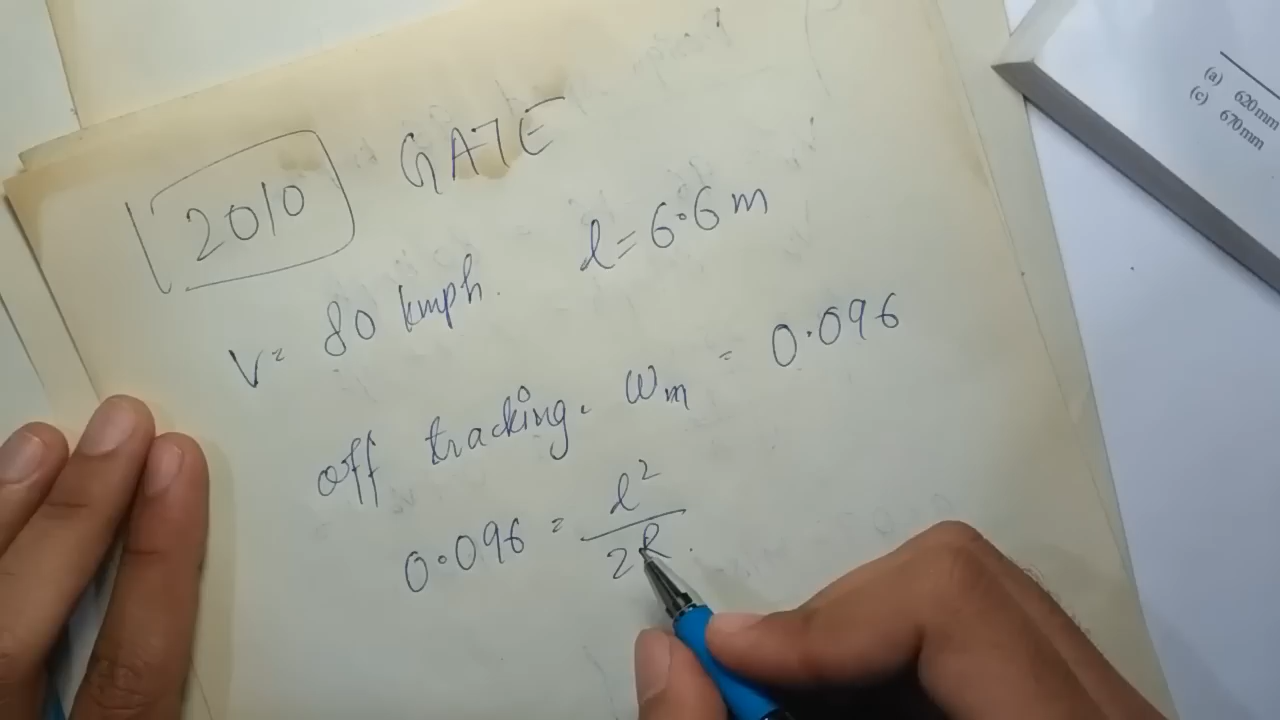 2010 GATE
V = 80 kmph. l = 6.6 m
off tracking. Wm = 0.096
0.096 = l²/2R.
(a) 620mm
(c) 670mm